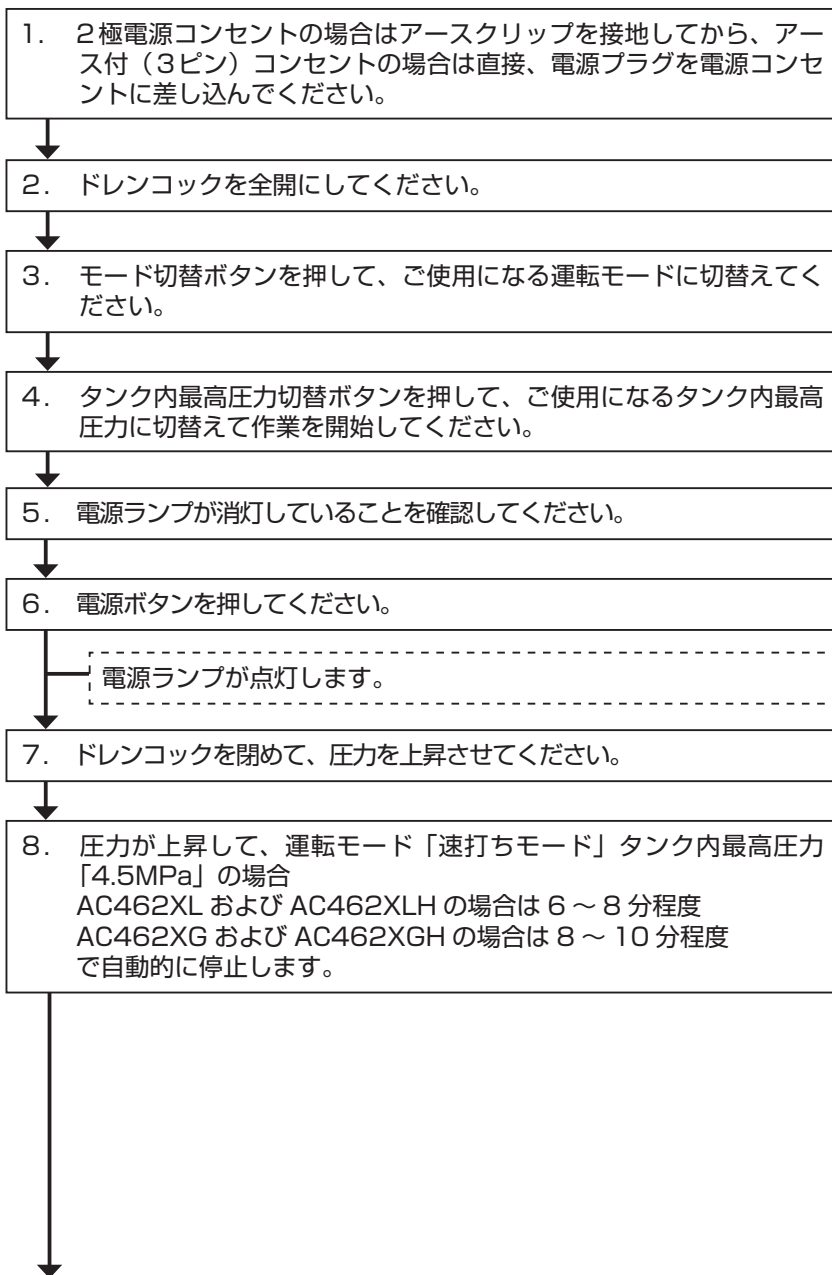 1. 2極電源コンセントの場合はアースクリップを接地してから、アー
ス付（3ピン）コンセントの場合は直接、電源プラグを電源コンセ
ントに差し込んでください。
2. ドレンコックを全開にしてください。
3. モード切替ボタンを押して、ご使用になる運転モードに切替えてく
ださい。
4. タンク内最高圧力切替ボタンを押して、ご使用になるタンク内最高
圧力に切替えて作業を開始してください。
5. 電源ランプが消灯していることを確認してください。
6. 電源ボタンを押してください。
電源ランプが点灯します。
7. ドレンコックを閉めて、圧力を上昇させてください。
8. 圧力が上昇して、運転モード「速打ちモード」タンク内最高圧力
「4.5MPa」の場合
AC462XL および AC462XLH の場合は 6 ～ 8 分程度
AC462XG および AC462XGH の場合は 8 ～ 10 分程度
で自動的に停止します。